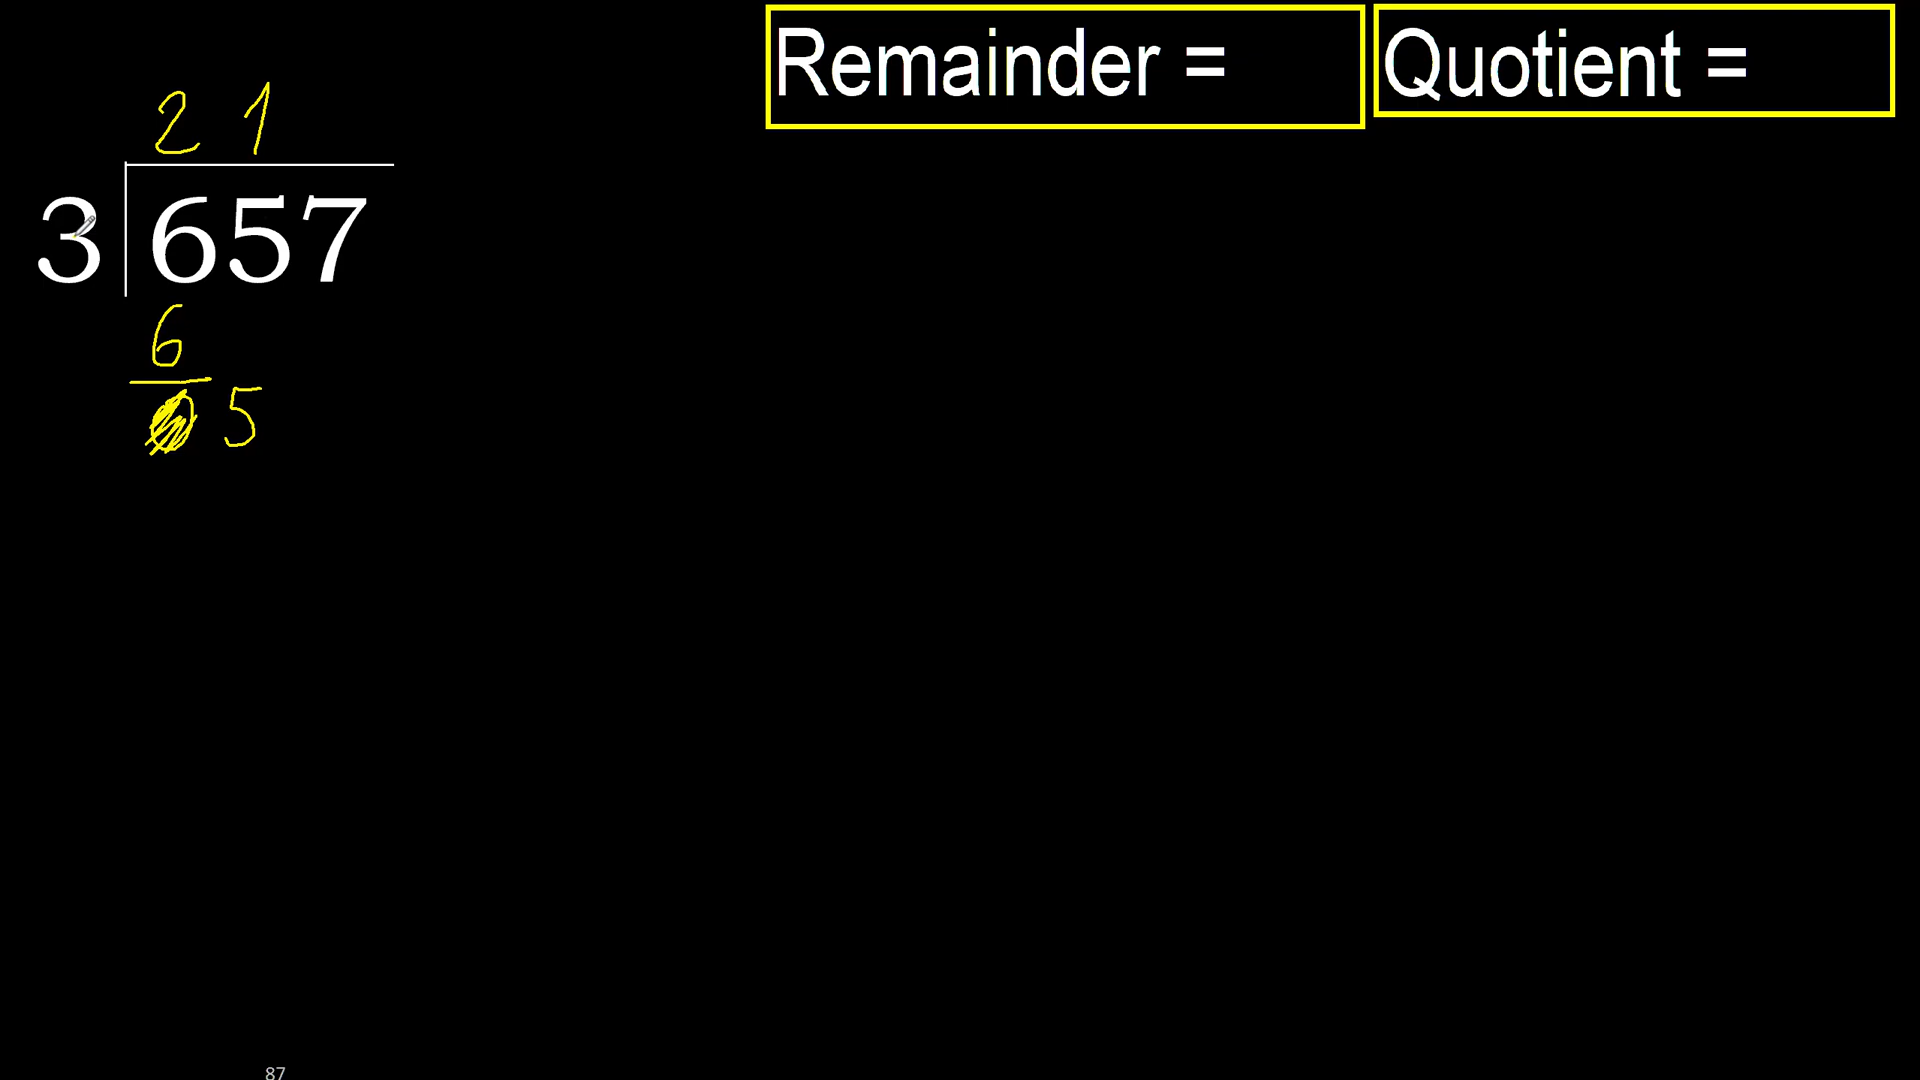 Remainder =
Quotient =
2 1
3 657
6
5
87